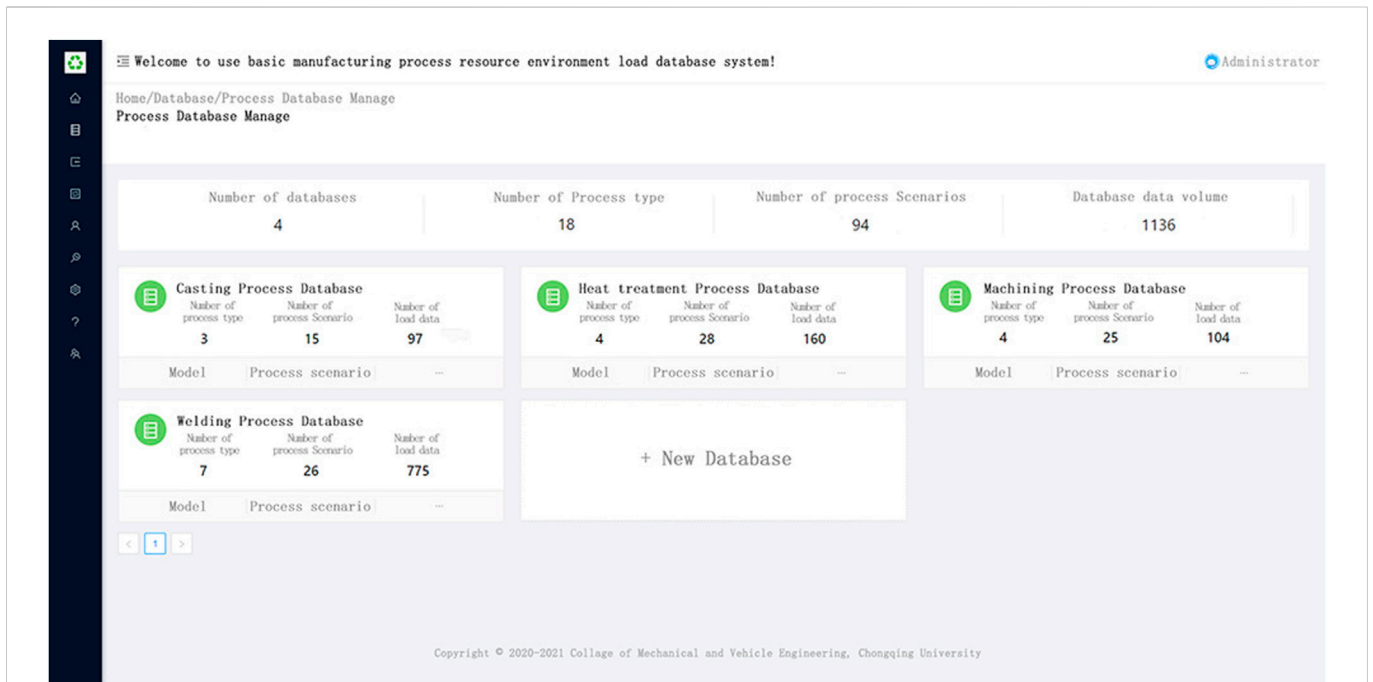 Welcome to use basic manufacturing process resource environment load database system!
Administrator
Home/Database/Process Database Manage
Process Database Manage
Number of databases
4
Number of Process type
18
Number of process Scenarios
94
Database data volume
1136
Casting Process Database
Number of process type
3
Number of process Scenario
15
Number of load data
97
Model
Process scenario
...
Heat treatment Process Database
Number of process type
4
Number of process Scenario
28
Number of load data
160
Model
Process scenario
...
Machining Process Database
Number of process type
4
Number of process Scenario
25
Number of load data
104
Model
Process scenario
...
Welding Process Database
Number of process type
7
Number of process Scenario
26
Number of load data
775
Model
Process scenario
...
+ New Database
< 1 >
Copyright © 2020-2021 Collage of Mechanical and Vehicle Engineering, Chongqing University